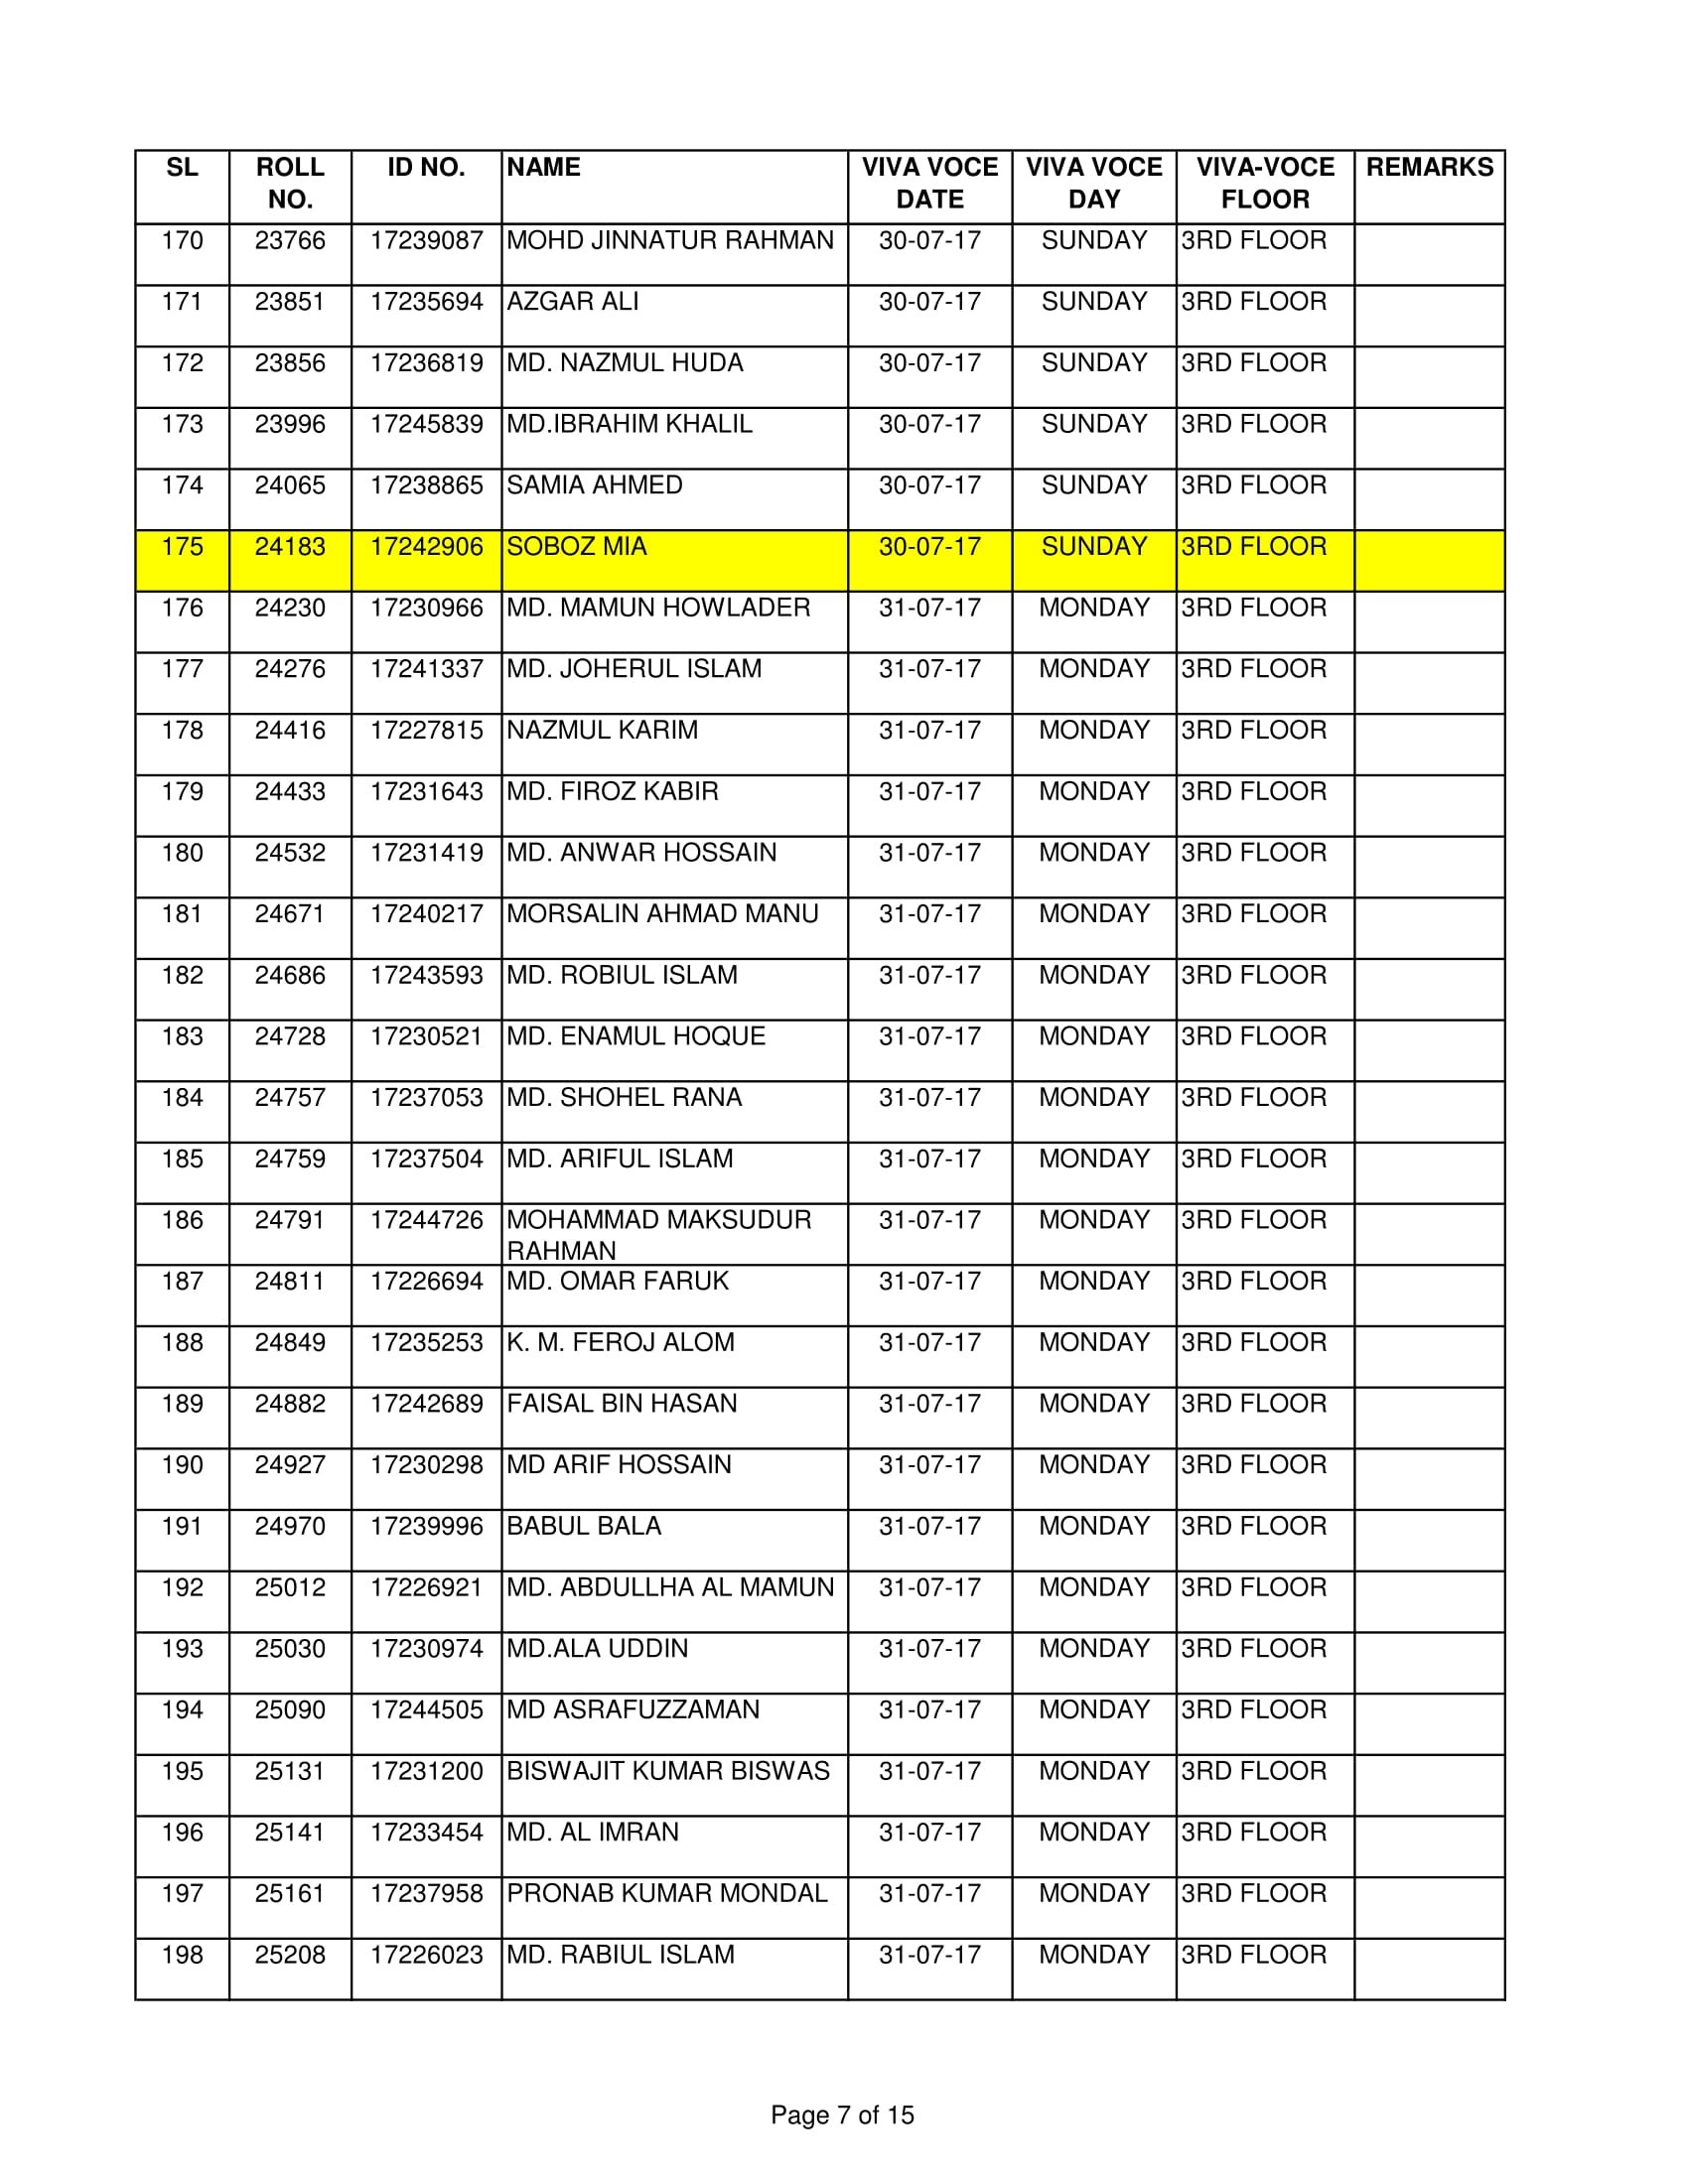 SL ROLL NO. ID NO. NAME VIVA VOCE DATE VIVA VOCE DAY VIVA-VOCE FLOOR REMARKS
170 23766 17239087 MOHD JINNATUR RAHMAN 30-07-17 SUNDAY 3RD FLOOR
171 23851 17235694 AZGAR ALI 30-07-17 SUNDAY 3RD FLOOR
172 23856 17236819 MD. NAZMUL HUDA 30-07-17 SUNDAY 3RD FLOOR
173 23996 17245839 MD.IBRAHIM KHALIL 30-07-17 SUNDAY 3RD FLOOR
174 24065 17238865 SAMIA AHMED 30-07-17 SUNDAY 3RD FLOOR
175 24183 17242906 SOBOZ MIA 30-07-17 SUNDAY 3RD FLOOR
176 24230 17230966 MD. MAMUN HOWLADER 31-07-17 MONDAY 3RD FLOOR
177 24276 17241337 MD. JOHERUL ISLAM 31-07-17 MONDAY 3RD FLOOR
178 24416 17227815 NAZMUL KARIM 31-07-17 MONDAY 3RD FLOOR
179 24433 17231643 MD. FIROZ KABIR 31-07-17 MONDAY 3RD FLOOR
180 24532 17231419 MD. ANWAR HOSSAIN 31-07-17 MONDAY 3RD FLOOR
181 24671 17240217 MORSALIN AHMAD MANU 31-07-17 MONDAY 3RD FLOOR
182 24686 17243593 MD. ROBIUL ISLAM 31-07-17 MONDAY 3RD FLOOR
183 24728 17230521 MD. ENAMUL HOQUE 31-07-17 MONDAY 3RD FLOOR
184 24757 17237053 MD. SHOHEL RANA 31-07-17 MONDAY 3RD FLOOR
185 24759 17237504 MD. ARIFUL ISLAM 31-07-17 MONDAY 3RD FLOOR
186 24791 17244726 MOHAMMAD MAKSUDUR RAHMAN 31-07-17 MONDAY 3RD FLOOR
187 24811 17226694 MD. OMAR FARUK 31-07-17 MONDAY 3RD FLOOR
188 24849 17235253 K. M. FEROJ ALOM 31-07-17 MONDAY 3RD FLOOR
189 24882 17242689 FAISAL BIN HASAN 31-07-17 MONDAY 3RD FLOOR
190 24927 17230298 MD ARIF HOSSAIN 31-07-17 MONDAY 3RD FLOOR
191 24970 17239996 BABUL BALA 31-07-17 MONDAY 3RD FLOOR
192 25012 17226921 MD. ABDULLHA AL MAMUN 31-07-17 MONDAY 3RD FLOOR
193 25030 17230974 MD.ALA UDDIN 31-07-17 MONDAY 3RD FLOOR
194 25090 17244505 MD ASRAFUZZAMAN 31-07-17 MONDAY 3RD FLOOR
195 25131 17231200 BISWAJIT KUMAR BISWAS 31-07-17 MONDAY 3RD FLOOR
196 25141 17233454 MD. AL IMRAN 31-07-17 MONDAY 3RD FLOOR
197 25161 17237958 PRONAB KUMAR MONDAL 31-07-17 MONDAY 3RD FLOOR
198 25208 17226023 MD. RABIUL ISLAM 31-07-17 MONDAY 3RD FLOOR
Page 7 of 15